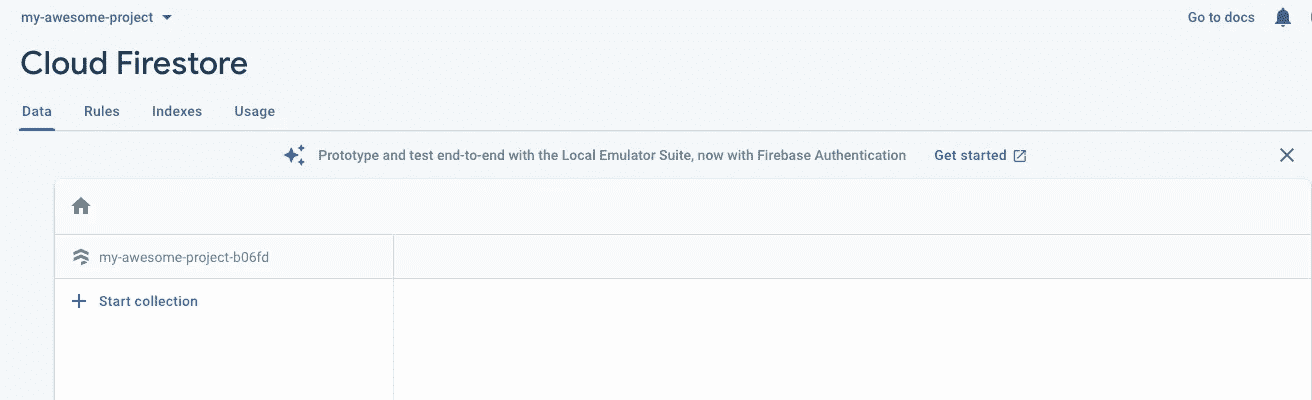 my-awesome-project Go to docs
Cloud Firestore
Data Rules Indexes Usage
Prototype and test end-to-end with the Local Emulator Suite, now with Firebase Authentication Get started
my-awesome-project-b06fd
Start collection